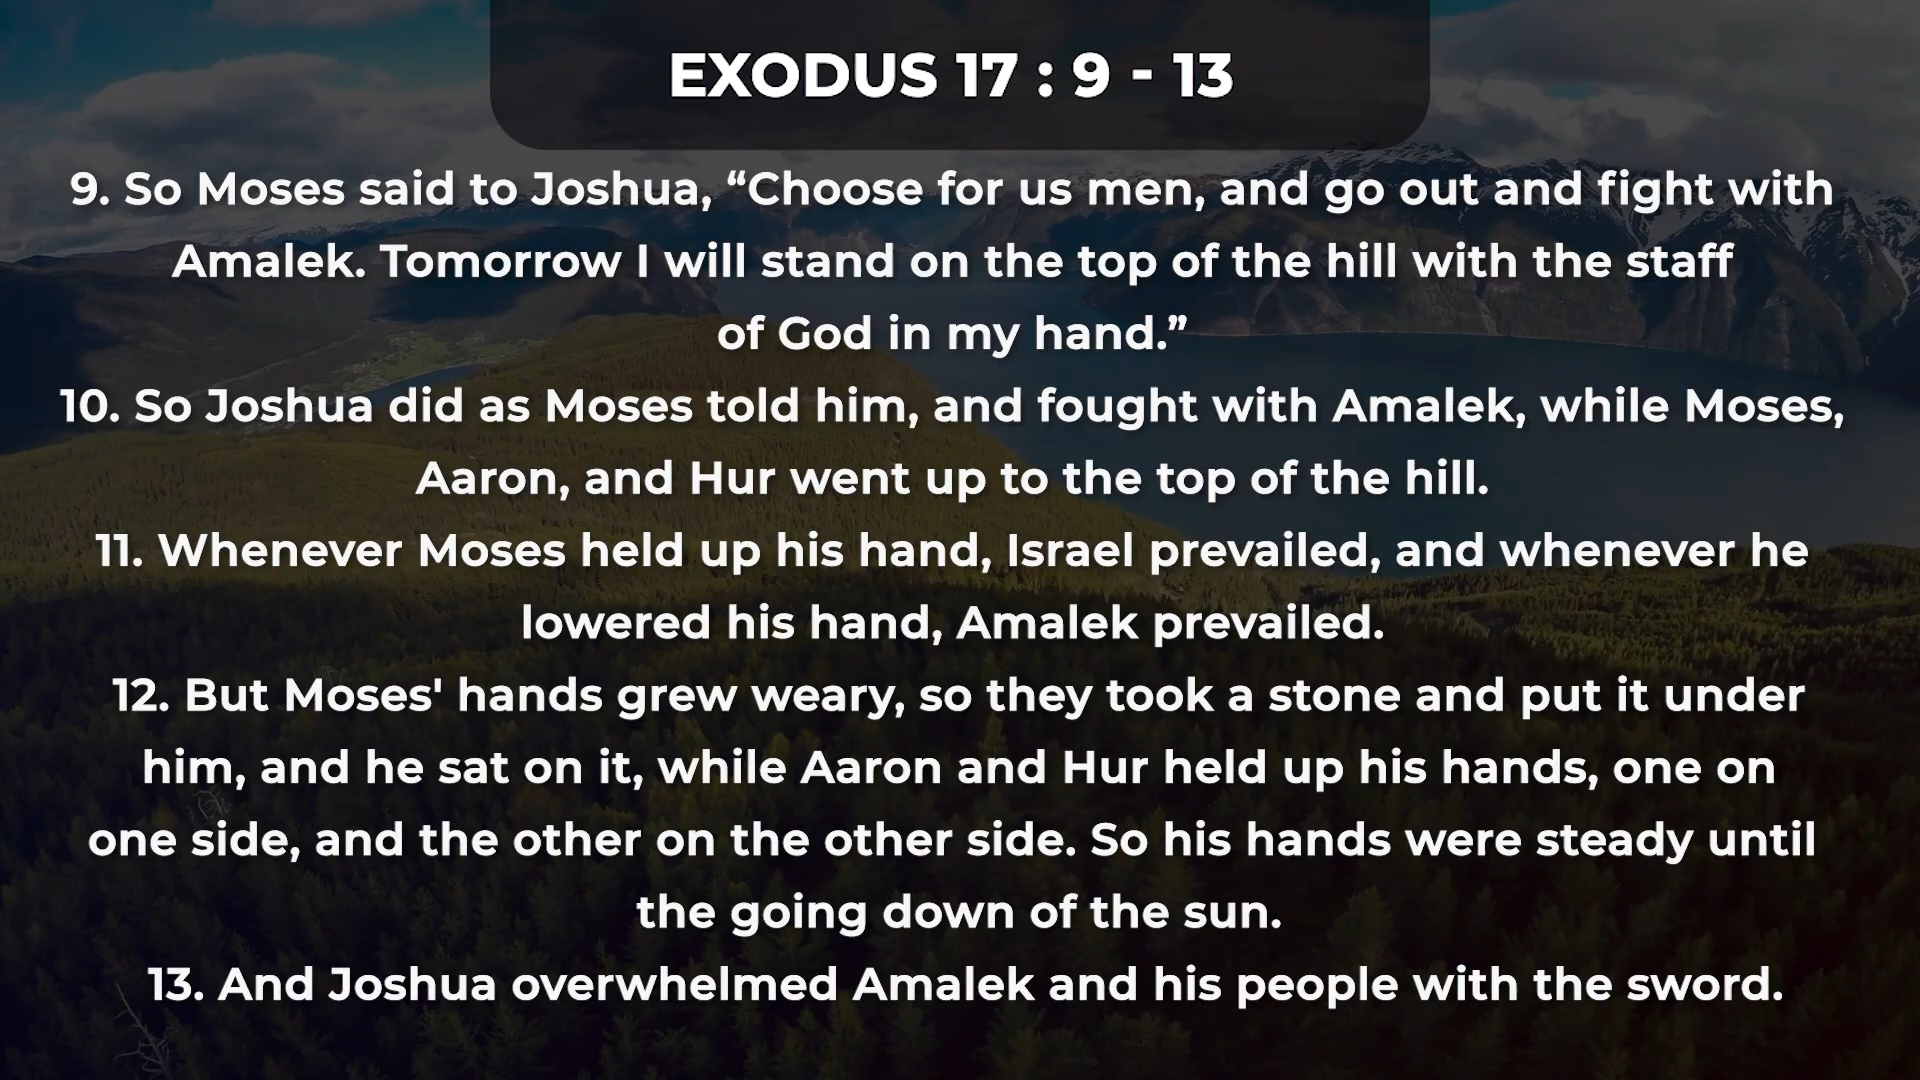 EXODUS 17 : 9 - 13
9. So Moses said to Joshua, “Choose for us men, and go out and fight with
Amalek. Tomorrow I will stand on the top of the hill with the staff
of God in my hand.”
10. So Joshua did as Moses told him, and fought with Amalek, while Moses,
Aaron, and Hur went up to the top of the hill.
11. Whenever Moses held up his hand, Israel prevailed, and whenever he
lowered his hand, Amalek prevailed.
12. But Moses' hands grew weary, so they took a stone and put it under
him, and he sat on it, while Aaron and Hur held up his hands, one on
one side, and the other on the other side. So his hands were steady until
the going down of the sun.
13. And Joshua overwhelmed Amalek and his people with the sword.